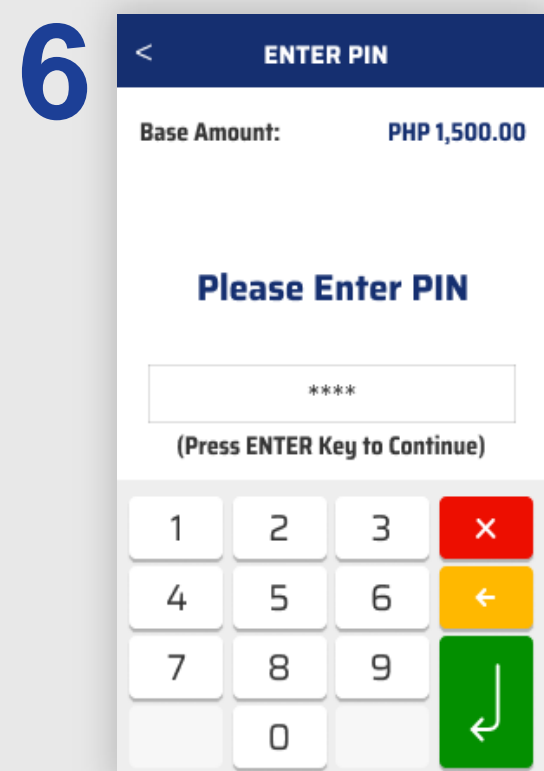 6
< ENTER PIN
Base Amount: PHP 1,500.00
Please Enter PIN
****
(Press ENTER Key to Continue)
1 2 3 ×
4 5 6 ←
7 8 9
0